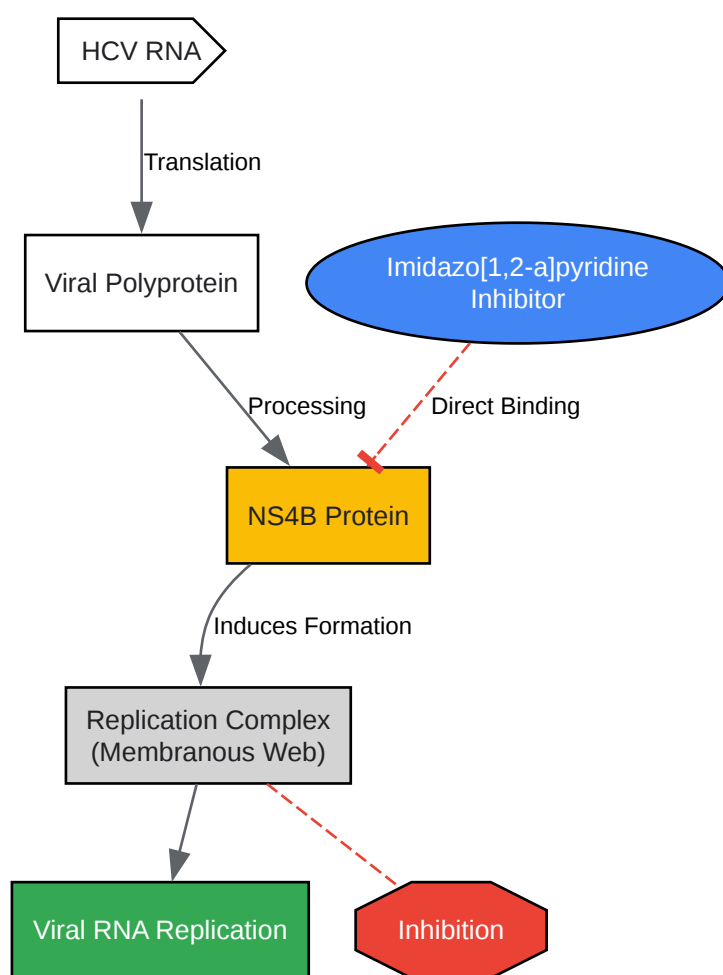 HCV RNA
Translation
Viral Polyprotein
Imidazo[1,2-a]pyridine
Inhibitor
Processing
Direct Binding
NS4B Protein
Induces Formation
Replication Complex
(Membranous Web)
Viral RNA Replication
Inhibition